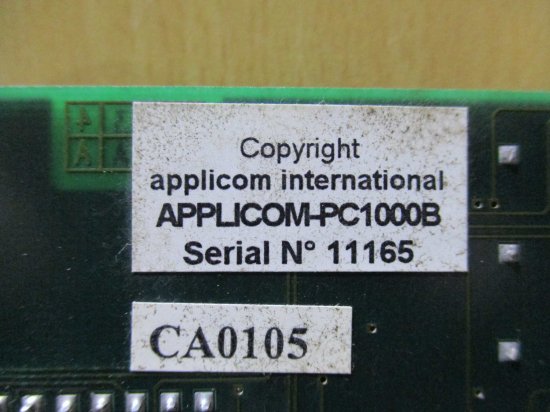 Copyright
applicom international
APPLICOM-PC1000B
Serial N° 11165
CA0105